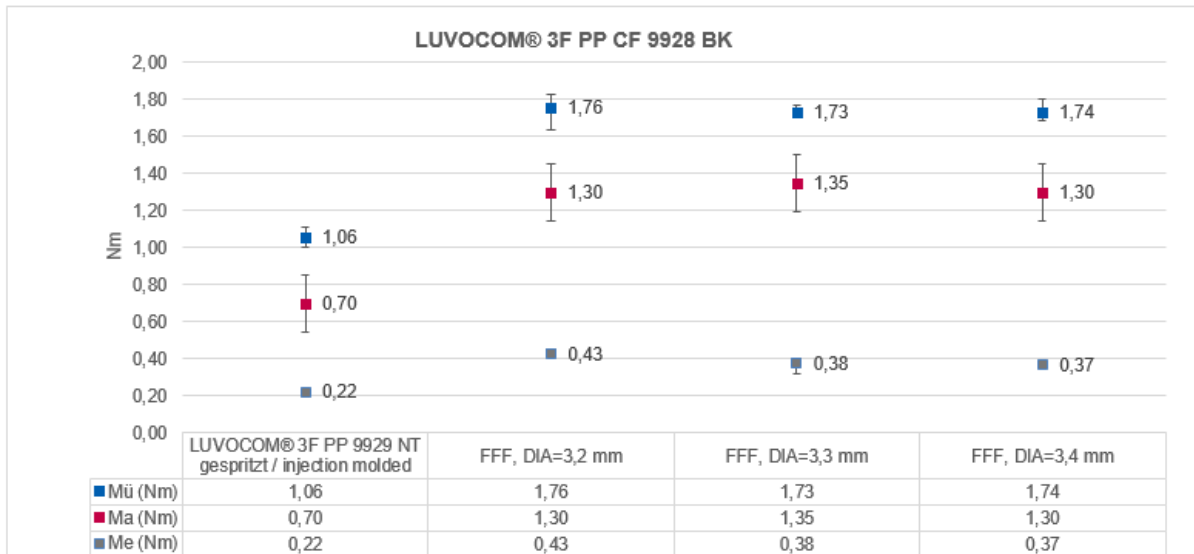 LUVOCOM® 3F PP CF 9928 BK
2,00
1,80
1,60
1,40
1,20
1,00
0,80
0,60
0,40
0,20
0,00
Nm
1,76
1,73
1,74
1,30
1,35
1,30
1,06
0,70
0,43
0,38
0,37
0,22
LUVOCOM® 3F PP 9929 NT
gespritzt / injection molded
FFF, DIA=3,2 mm
FFF, DIA=3,3 mm
FFF, DIA=3,4 mm
Mü (Nm) 1,06 1,76 1,73 1,74
Ma (Nm) 0,70 1,30 1,35 1,30
Me (Nm) 0,22 0,43 0,38 0,37